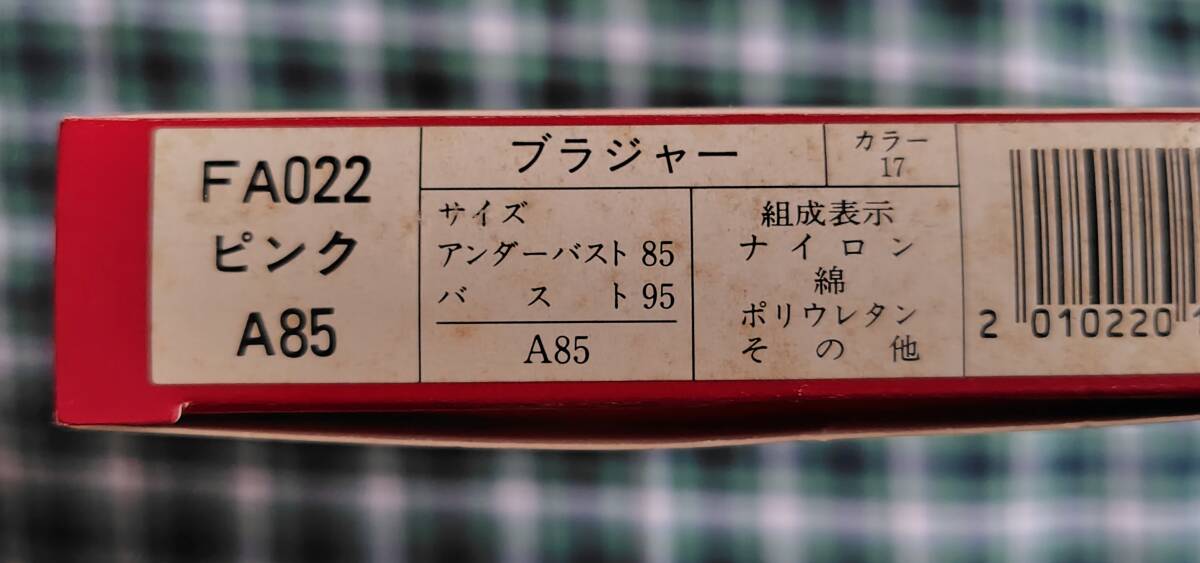 FA022
ピンク
A85
ブラジャー
カラー
17
サイズ
アンダーバスト 85
バスト 95
A85
組成表示
ナイロン
綿
ポリウレタン
その他
2 010220